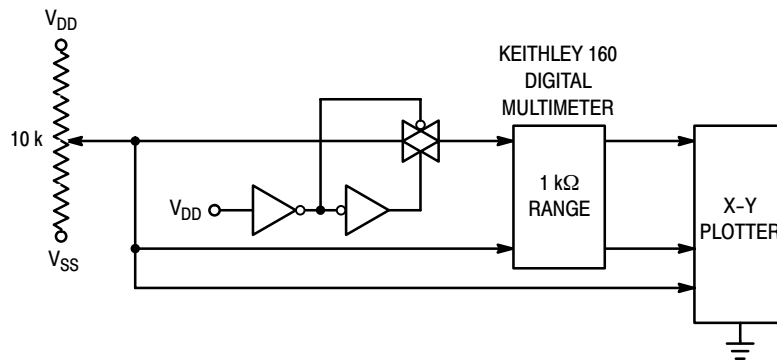 V_DD
10 k
V_SS
V_DD
KEITHLEY 160
DIGITAL
MULTIMETER
1 kΩ
RANGE
X-Y
PLOTTER